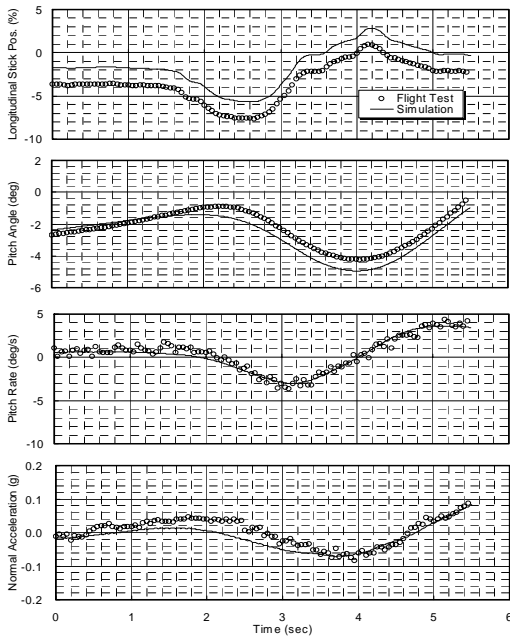 Longitudinal Stick Pos. (%)
5
0
-5
-10
Flight Test
Simulation
Pitch Angle (deg)
2
0
-2
-4
-6
Pitch Rate (deg/s)
5
0
-5
-10
Normal Acceleration (g)
0.2
0.1
0.0
-0.1
-0.2
0 1 2 3 4 5 6
Time (sec)